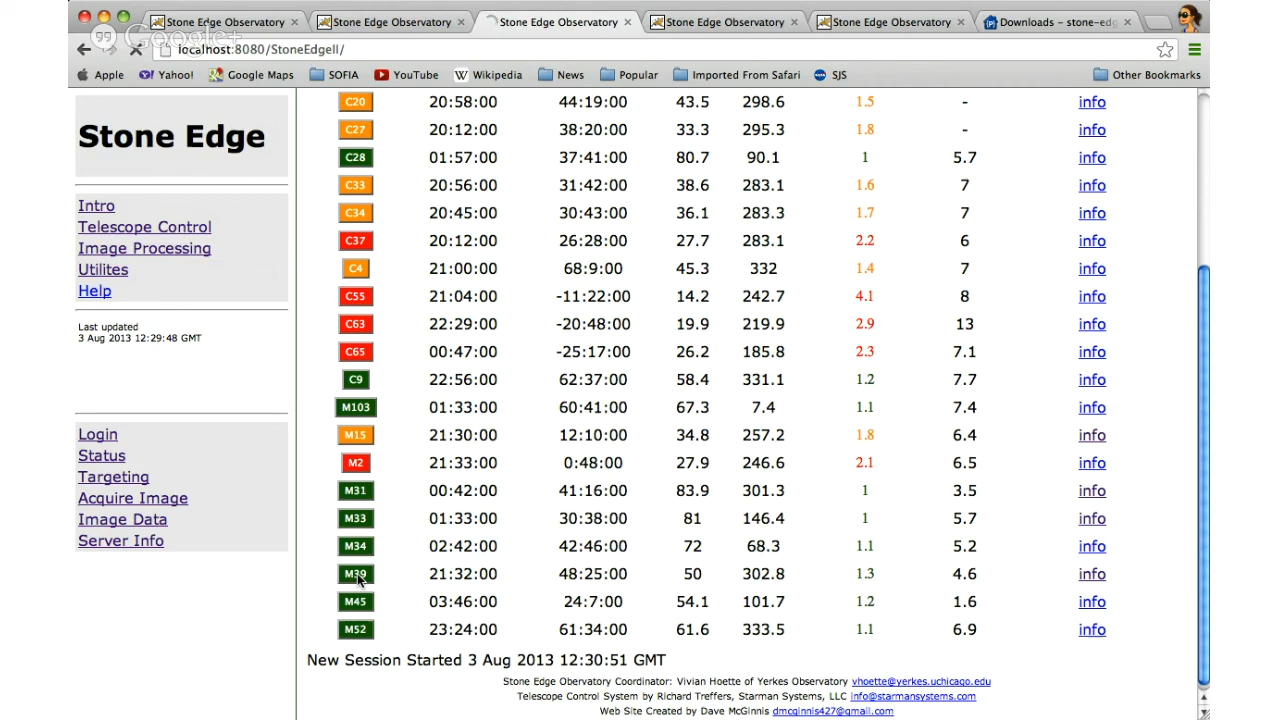 Stone Edge Observatory × Stone Edge Observatory × Stone Edge Observatory × Stone Edge Observatory × Stone Edge Observatory × Downloads – stone-edg ×
Google+
localhost:8080/StoneEdgeII/
Apple Yahoo! Google Maps SOFIA YouTube Wikipedia News Popular Imported From Safari SJS Other Bookmarks
Stone Edge
Intro
Telescope Control
Image Processing
Utilites
Help
Last updated
3 Aug 2013 12:29:48 GMT
Login
Status
Targeting
Acquire Image
Image Data
Server Info
C20 20:58:00 44:19:00 43.5 298.6 1.5 - info
C27 20:12:00 38:20:00 33.3 295.3 1.8 - info
C28 01:57:00 37:41:00 80.7 90.1 1 5.7 info
C33 20:56:00 31:42:00 38.6 283.1 1.6 7 info
C34 20:45:00 30:43:00 36.1 283.3 1.7 7 info
C37 20:12:00 26:28:00 27.7 283.1 2.2 6 info
C4 21:00:00 68:9:00 45.3 332 1.4 7 info
C55 21:04:00 -11:22:00 14.2 242.7 4.1 8 info
C63 22:29:00 -20:48:00 19.9 219.9 2.9 13 info
C65 00:47:00 -25:17:00 26.2 185.8 2.3 7.1 info
C9 22:56:00 62:37:00 58.4 331.1 1.2 7.7 info
M103 01:33:00 60:41:00 67.3 7.4 1.1 7.4 info
M15 21:30:00 12:10:00 34.8 257.2 1.8 6.4 info
M2 21:33:00 0:48:00 27.9 246.6 2.1 6.5 info
M31 00:42:00 41:16:00 83.9 301.3 1 3.5 info
M33 01:33:00 30:38:00 81 146.4 1 5.7 info
M34 02:42:00 42:46:00 72 68.3 1.1 5.2 info
M39 21:32:00 48:25:00 50 302.8 1.3 4.6 info
M45 03:46:00 24:7:00 54.1 101.7 1.2 1.6 info
M52 23:24:00 61:34:00 61.6 333.5 1.1 6.9 info
New Session Started 3 Aug 2013 12:30:51 GMT
Stone Edge Obervatory Coordinator: Vivian Hoette of Yerkes Observatory vhoette@yerkes.uchicago.edu
Telescope Control System by Richard Treffers, Starman Systems, LLC info@starmansystems.com
Web Site Created by Dave McGinnis dmcginnis427@gmail.com